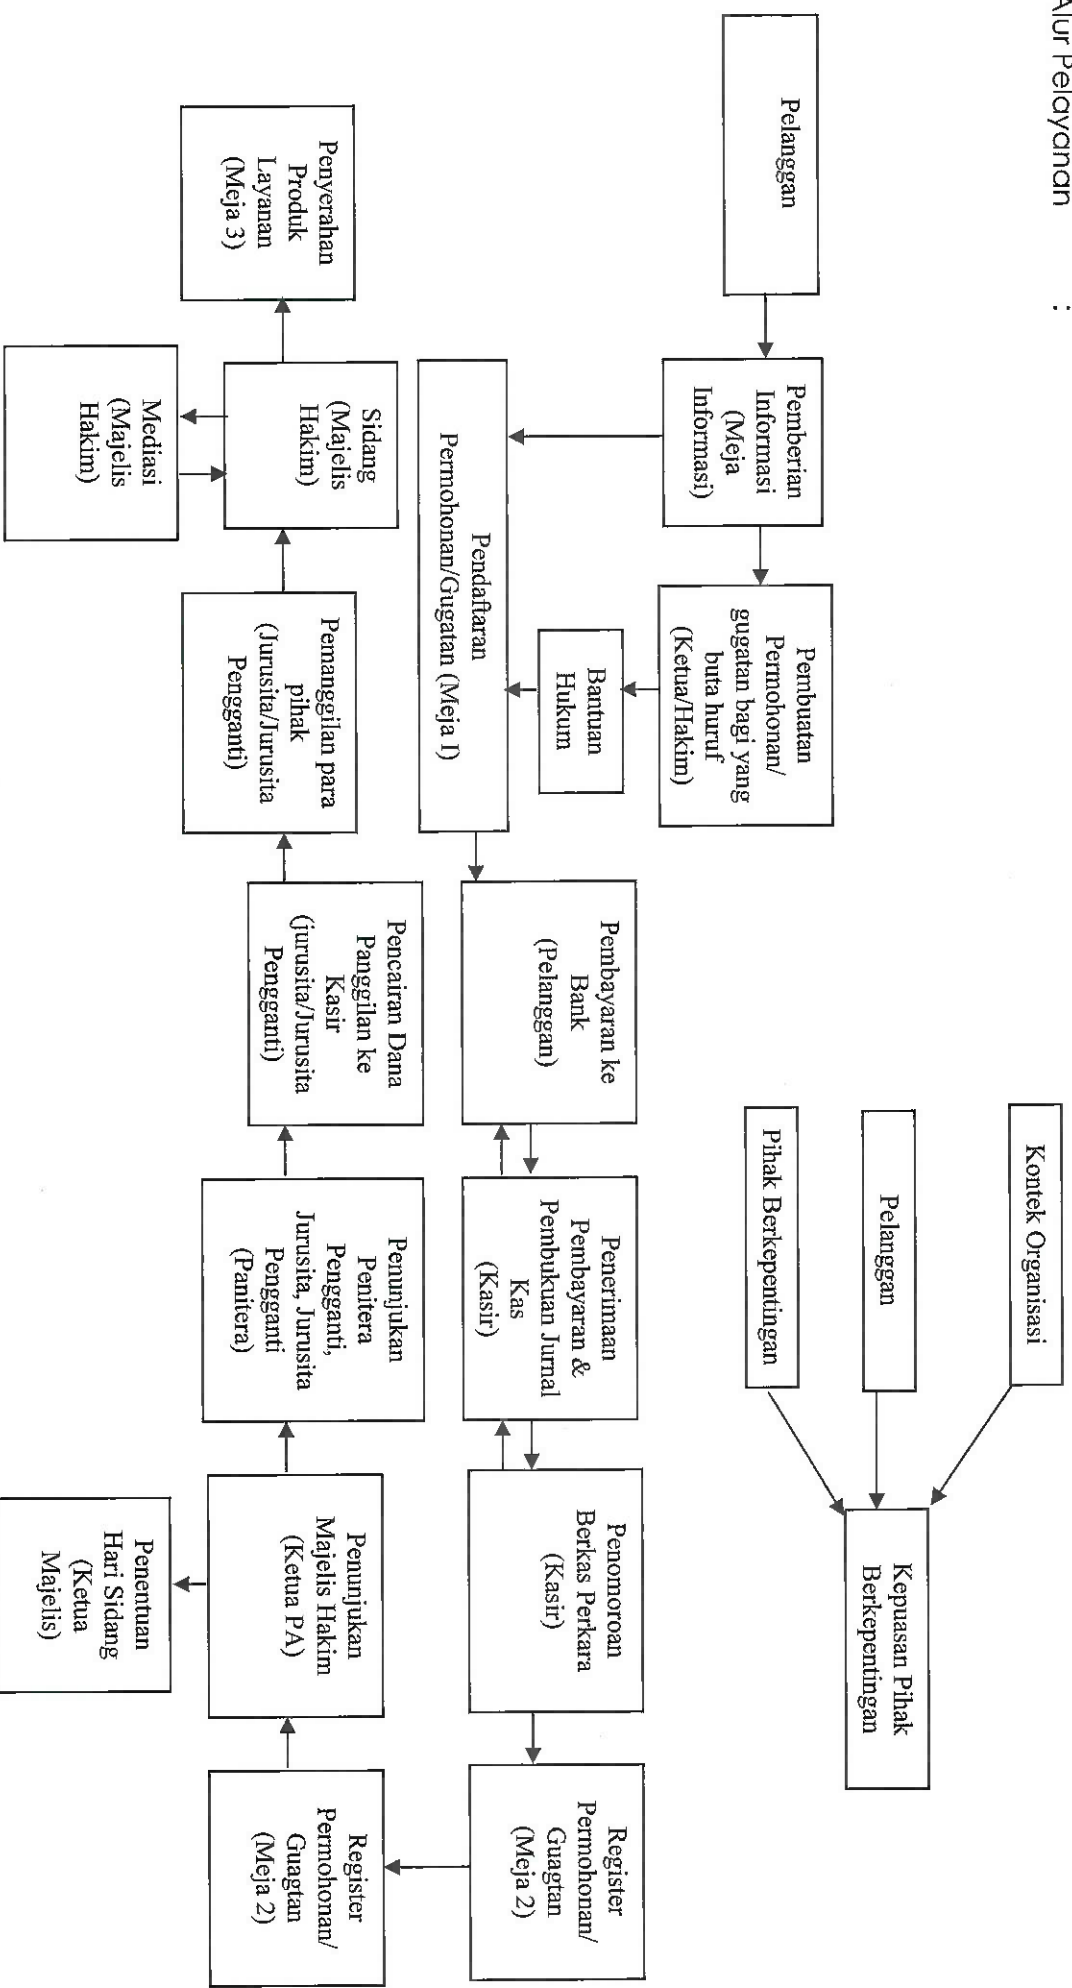 Alur Pelayanan :
Kontek Organisasi
Pelanggan
Pihak Berkepentingan
Kepuasan Pihak
Berkepentingan
Pelanggan
Pemberian
Informasi
(Meja
Informasi)
Pembuatan
Permohonan/
gugatan bagi yang
buta huruf
(Ketua/Hakim)
Bantuan
Hukum
Pendaftaran
Permohonan/Gugatan (Meja I)
Pembayaran ke
Bank
(Pelanggan)
Penerimaan
Pembayaran &
Pembukuan Jurnal
Kas
(Kasir)
Penomoroan
Berkas Perkara
(Kasir)
Register
Permohonan/
Guagtan
(Meja 2)
Register
Permohonan/
Guagtan
(Meja 2)
Penunjukan
Majelis Hakim
(Ketua PA)
Penentuan
Hari Sidang
(Ketua
Majelis)
Penunjukan
Penitera
Pengganti,
Jurusita, Jurusita
Pengganti
(Panitera)
Pencairan Dana
Panggilan ke
Kasir
(jurusita/Jurusita
Pengganti)
Pemanggilan para
pihak
(Jurusita/Jurusita
Pengganti)
Sidang
(Majelis
Hakim)
Mediasi
(Majelis
Hakim)
Penyerahan
Produk
Layanan
(Meja 3)